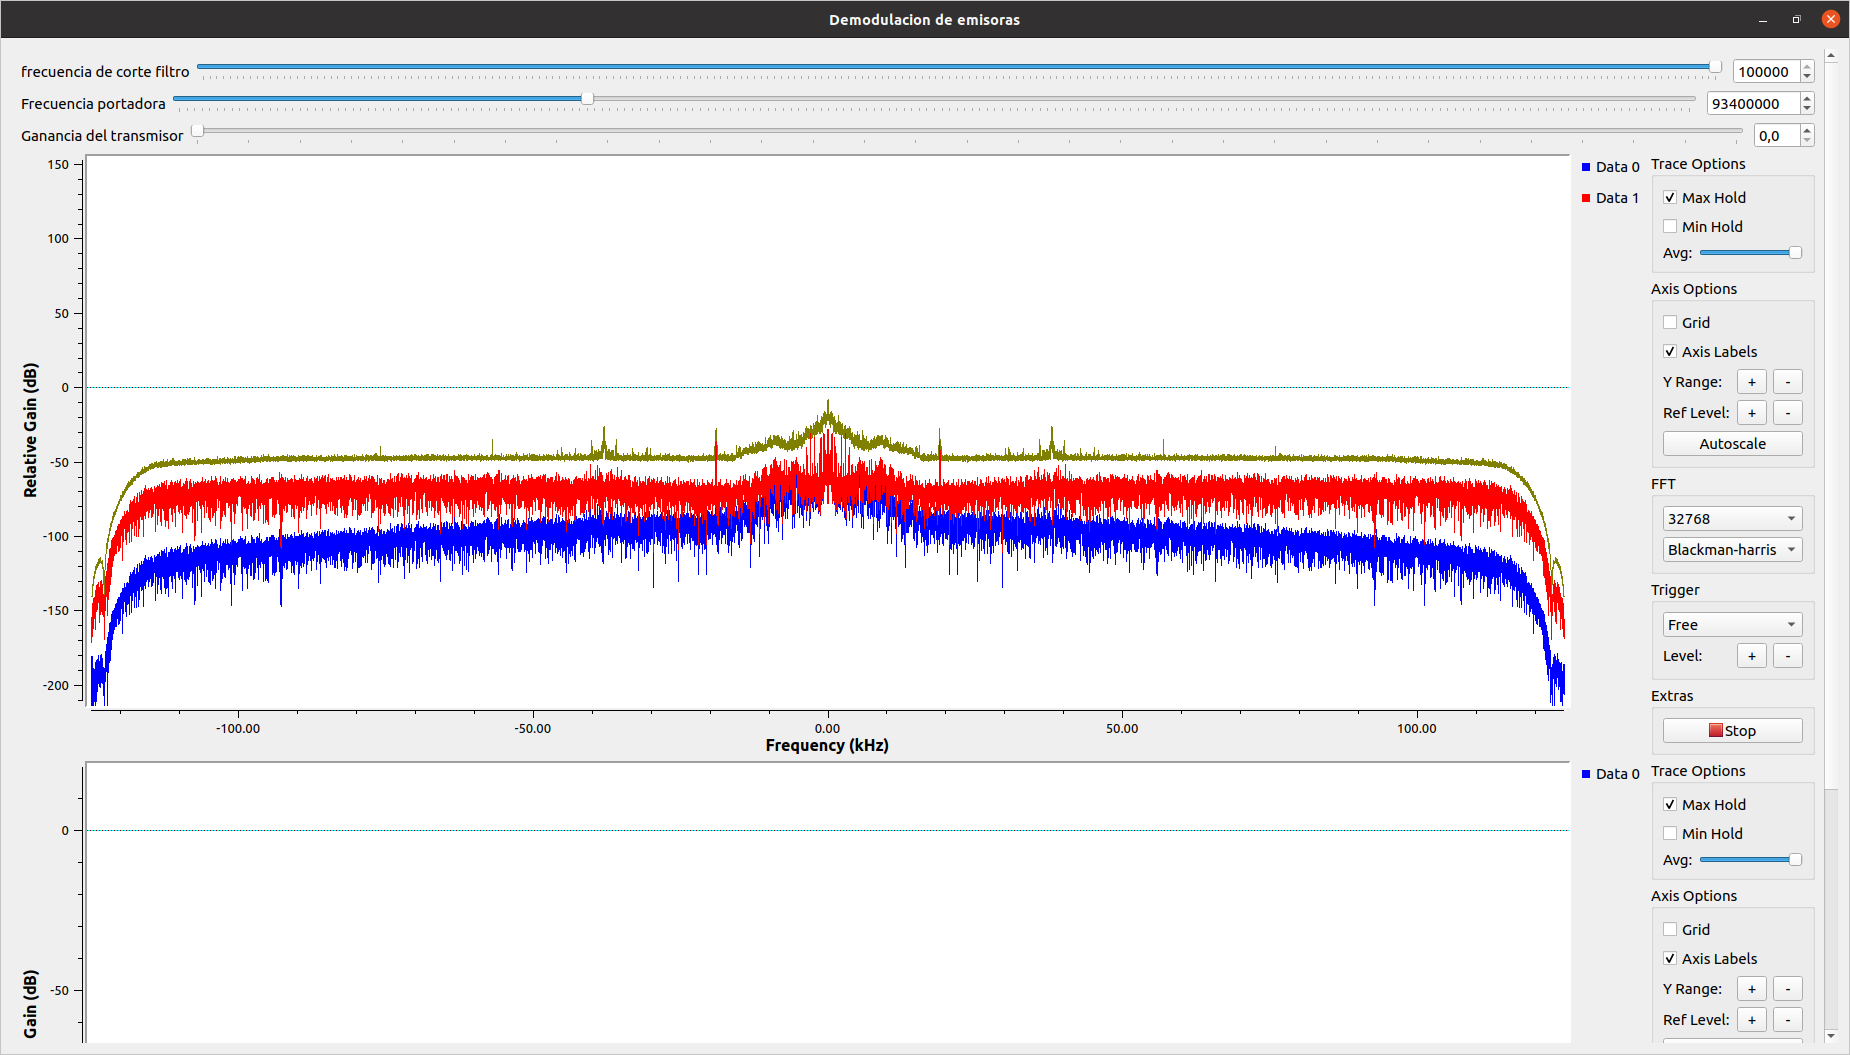 Demodulacion de emisoras
frecuencia de corte filtro 100000
Frecuencia portadora 93400000
Ganancia del transmisor 0,0
150
100
50
0
-50
-100
-150
-200
Relative Gain (dB)
-100.00 -50.00 0.00 50.00 100.00
Frequency (kHz)
Data 0
Data 1
Trace Options
Max Hold
Min Hold
Avg:
Axis Options
Grid
Axis Labels
Y Range: + -
Ref Level: + -
Autoscale
FFT
32768
Blackman-harris
Trigger
Free
Level: + -
Extras
Stop
0
-50
Gain (dB)
Data 0
Trace Options
Max Hold
Min Hold
Avg:
Axis Options
Grid
Axis Labels
Y Range: + -
Ref Level: + -